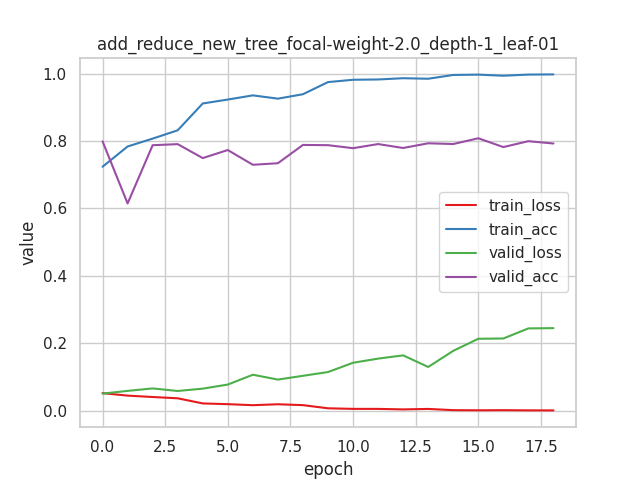 add_reduce_new_tree_focal-weight-2.0_depth-1_leaf-01
1.0
0.8
0.6
0.4
0.2
0.0
value
train_loss
train_acc
valid_loss
valid_acc
0.0 2.5 5.0 7.5 10.0 12.5 15.0 17.5
epoch